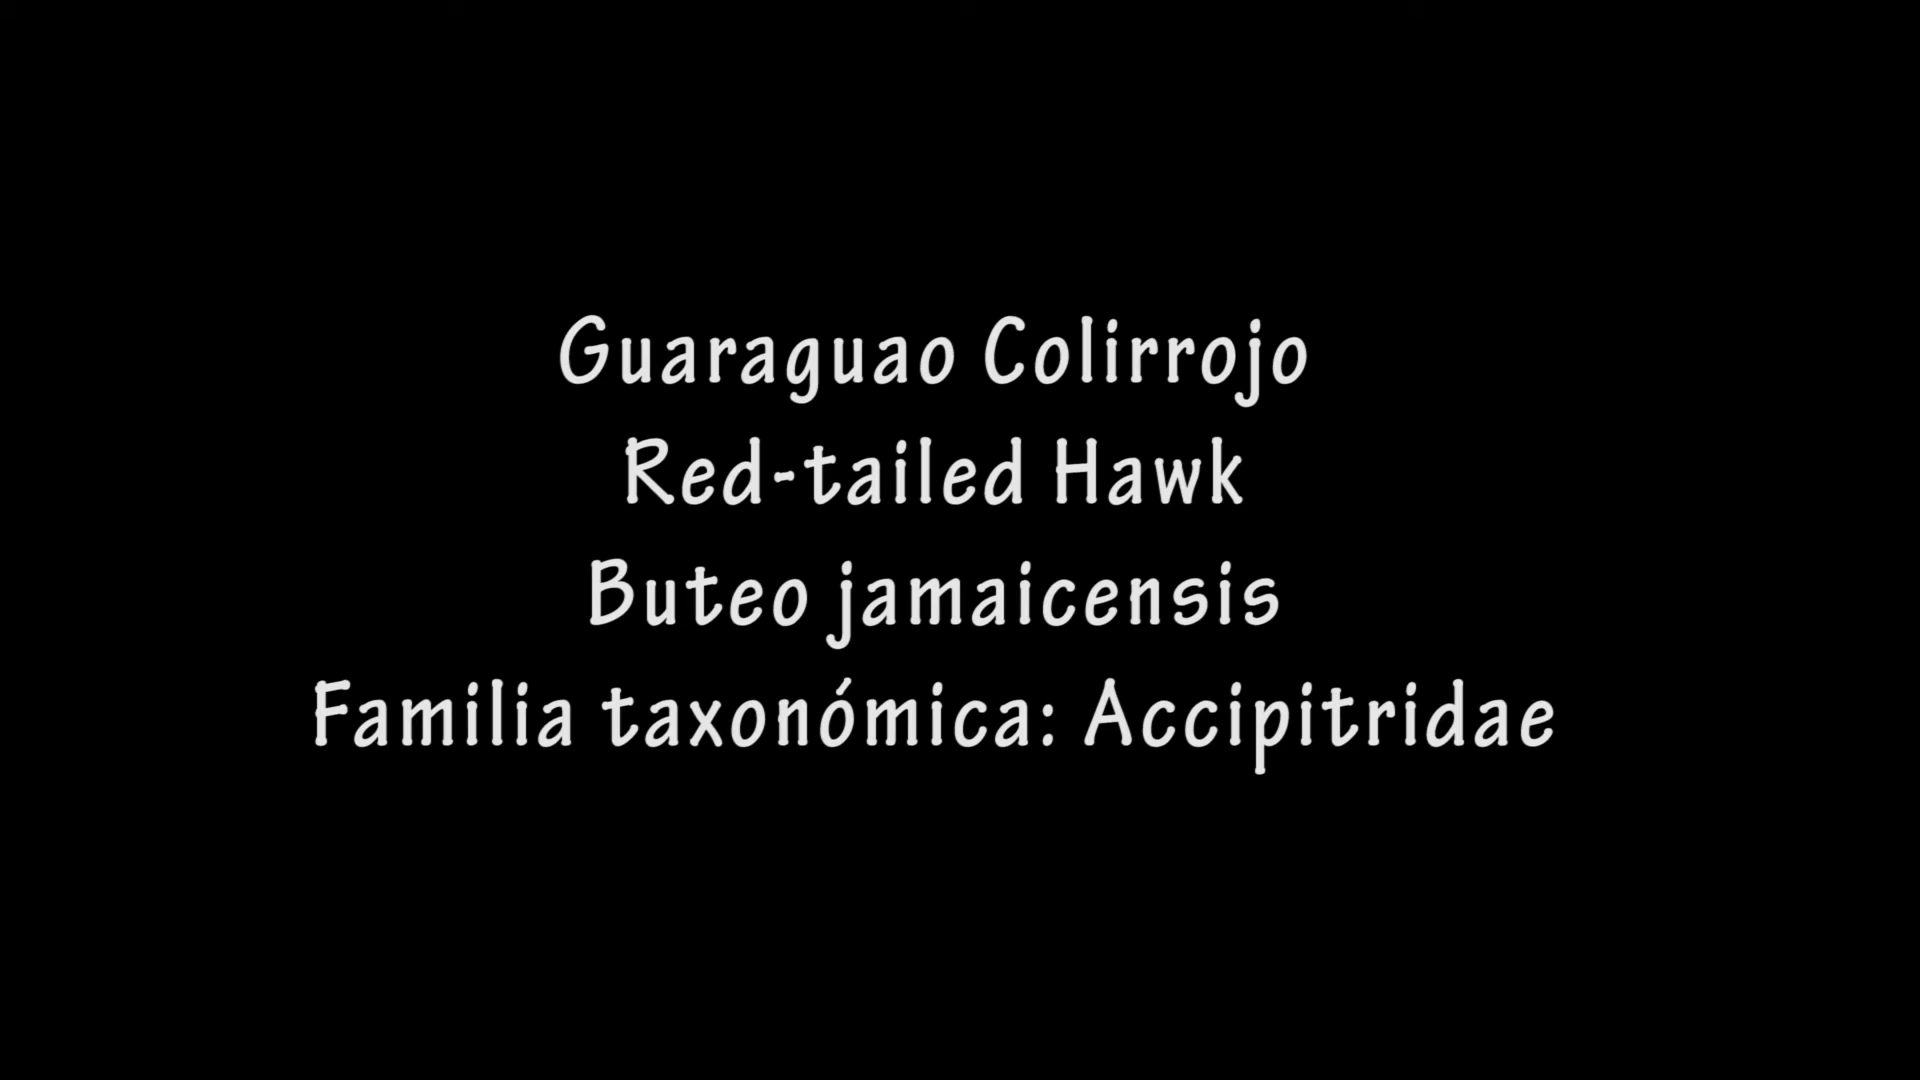 Guaraguao Colirrojo
Red-tailed Hawk
Buteo jamaicensis
Familia taxonómica: Accipitridae